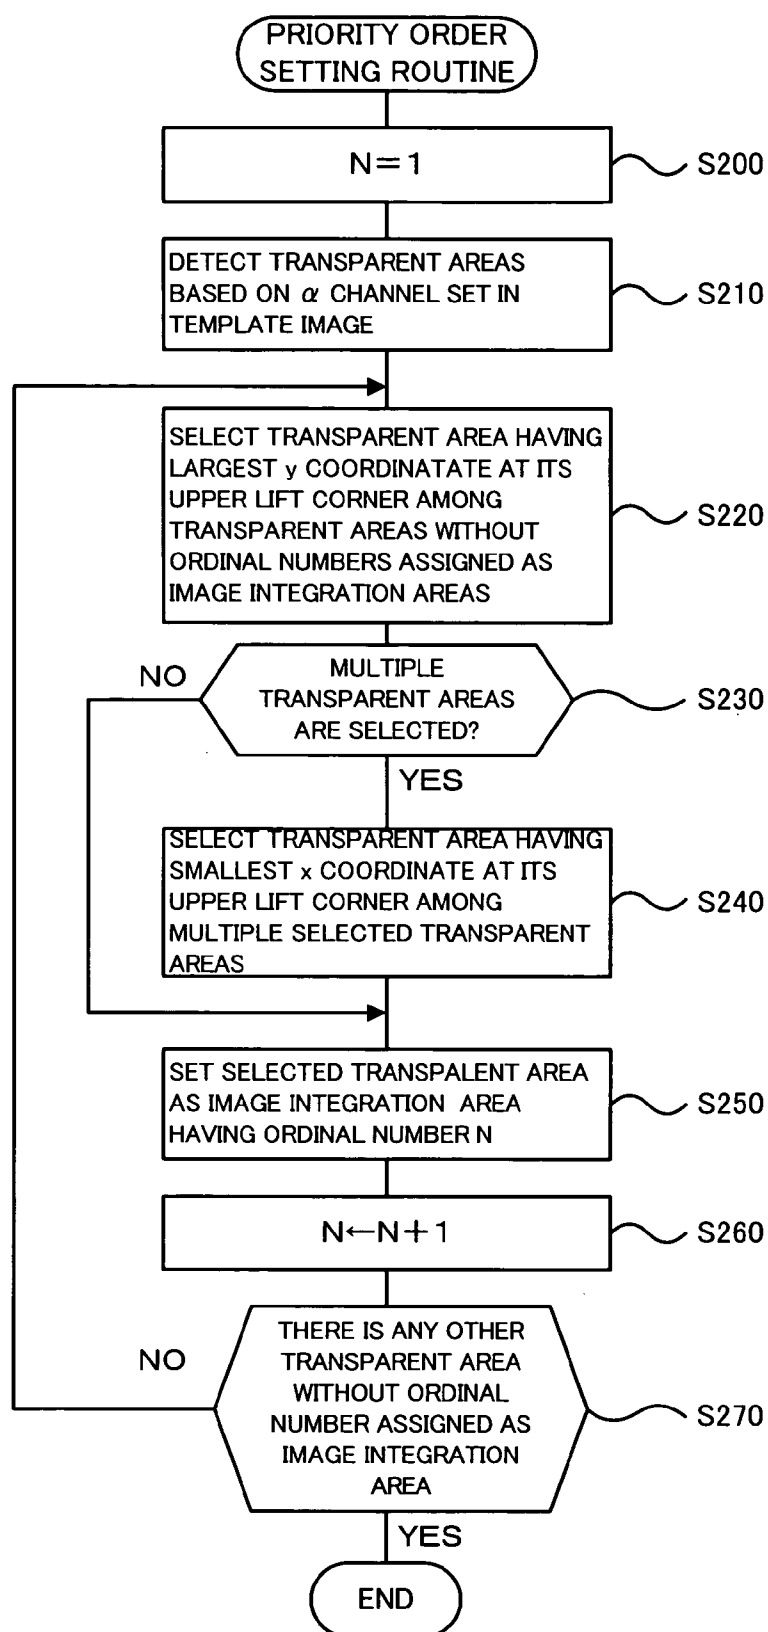 PRIORITY ORDER
SETTING ROUTINE
N=1
S200
DETECT TRANSPARENT AREAS
BASED ON α CHANNEL SET IN
TEMPLATE IMAGE
S210
SELECT TRANSPARENT AREA HAVING
LARGEST y COORDINATATE AT ITS
UPPER LIFT CORNER AMONG
TRANSPARENT AREAS WITHOUT
ORDINAL NUMBERS ASSIGNED AS
IMAGE INTEGRATION AREAS
S220
NO
MULTIPLE
TRANSPARENT AREAS
ARE SELECTED?
S230
YES
SELECT TRANSPARENT AREA HAVING
SMALLEST x COORDINATE AT ITS
UPPER LIFT CORNER AMONG
MULTIPLE SELECTED TRANSPARENT
AREAS
S240
SET SELECTED TRANSPALENT AREA
AS IMAGE INTEGRATION AREA
HAVING ORDINAL NUMBER N
S250
N←N+1
S260
NO
THERE IS ANY OTHER
TRANSPARENT AREA
WITHOUT ORDINAL
NUMBER ASSIGNED AS
IMAGE INTEGRATION
AREA
S270
YES
END